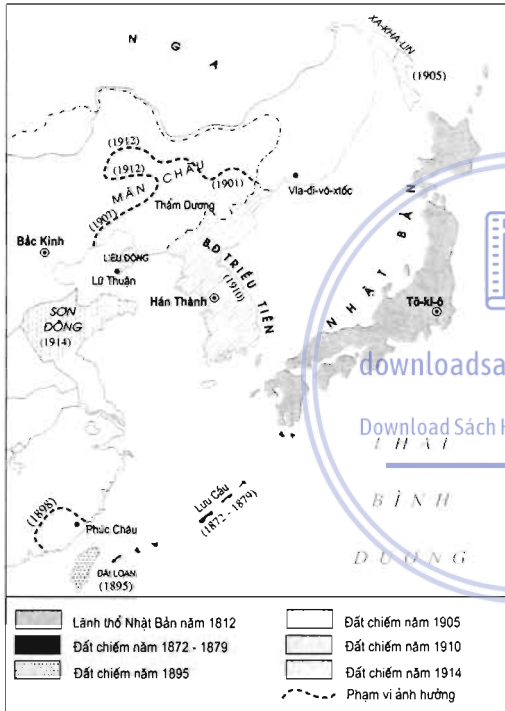 NGA
XA-KHA-LIN
(1905)
(1912)
(1912)
MÃN CHÂU
(1901)
(1907)
Thẩm Dương
Vla-đi-vô-xtốc
Bắc Kinh
LIÊU ĐÔNG
Lữ Thuận
B.Đ TRIỀU TIÊN
(1910)
Hán Thành
NHẬT BẢN
Tô-ki-ô
SƠN
ĐÔNG
(1914)
downloadsa
Download Sách H
THÁI
BÌNH
DƯƠNG
Lưu Cầu
(1872 - 1879)
(1898)
Phúc Châu
ĐÀI LOAN
(1895)
Lãnh thổ Nhật Bản năm 1812
Đất chiếm năm 1872 - 1879
Đất chiếm năm 1895
Đất chiếm năm 1905
Đất chiếm năm 1910
Đất chiếm năm 1914
Phạm vi ảnh hưởng